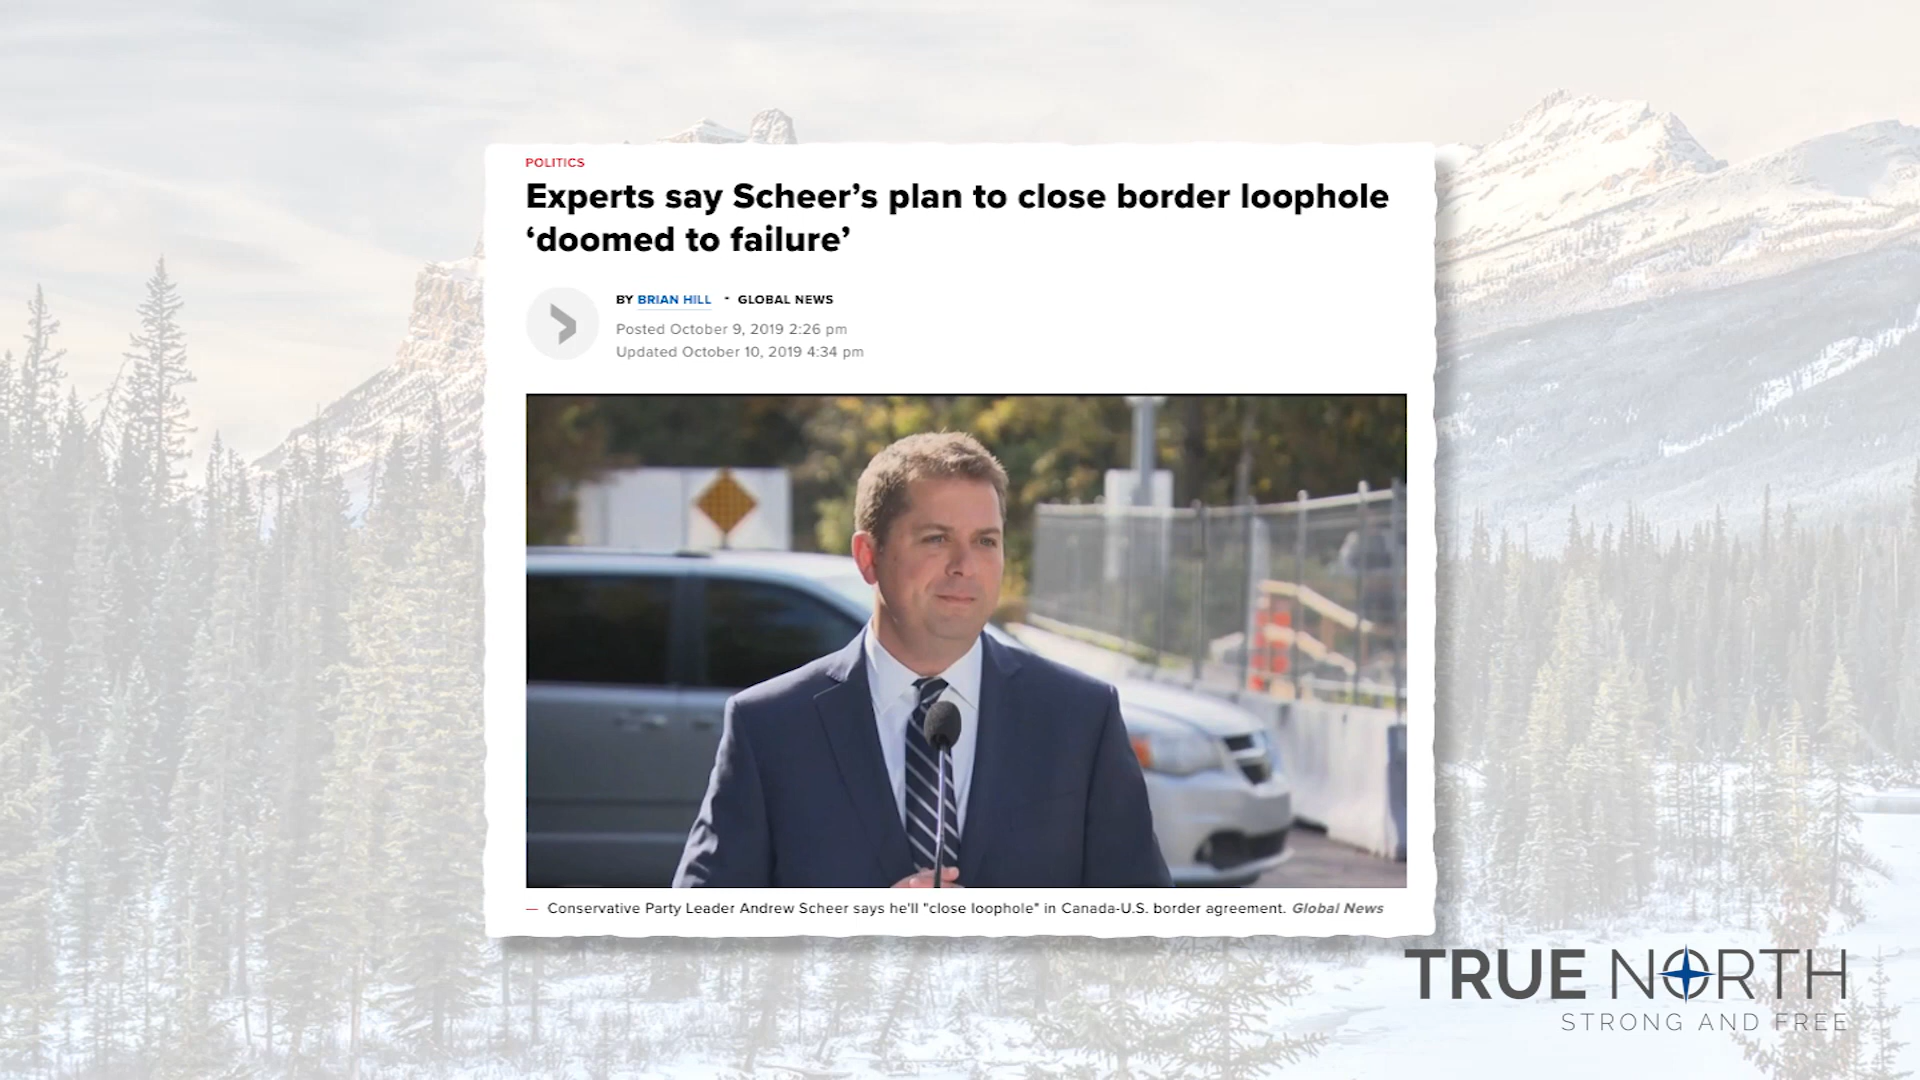 POLITICS
Experts say Scheer’s plan to close border loophole
‘doomed to failure’
BY BRIAN HILL - GLOBAL NEWS
Posted October 9, 2019 2:26 pm
Updated October 10, 2019 4:34 pm
— Conservative Party Leader Andrew Scheer says he'll "close loophole" in Canada-U.S. border agreement. Global News
TRUE NORTH
STRONG AND FREE